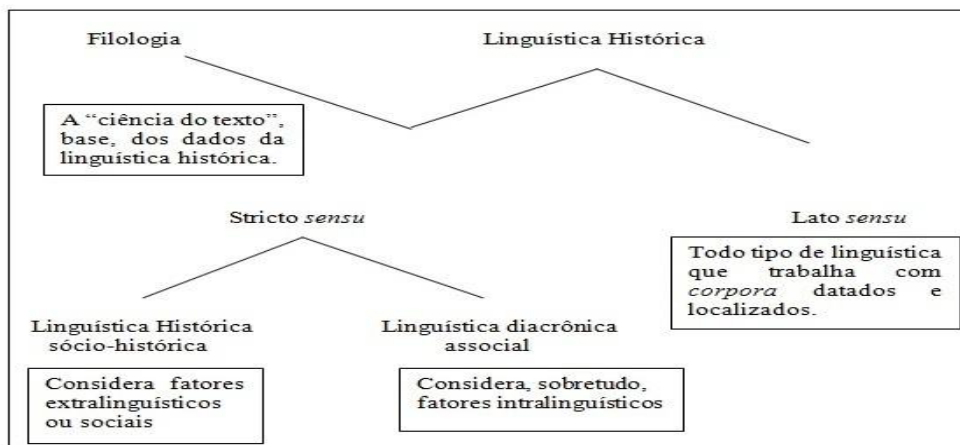 Filologia
Linguística Histórica
A “ciência do texto”,
base, dos dados da
linguística histórica.
Stricto sensu
Lato sensu
Todo tipo de linguística
que trabalha com
corpora datados e
localizados.
Linguística Histórica
sócio-histórica
Linguística diacrônica
associal
Considera fatores
extralinguísticos
ou sociais
Considera, sobretudo,
fatores intralinguísticos